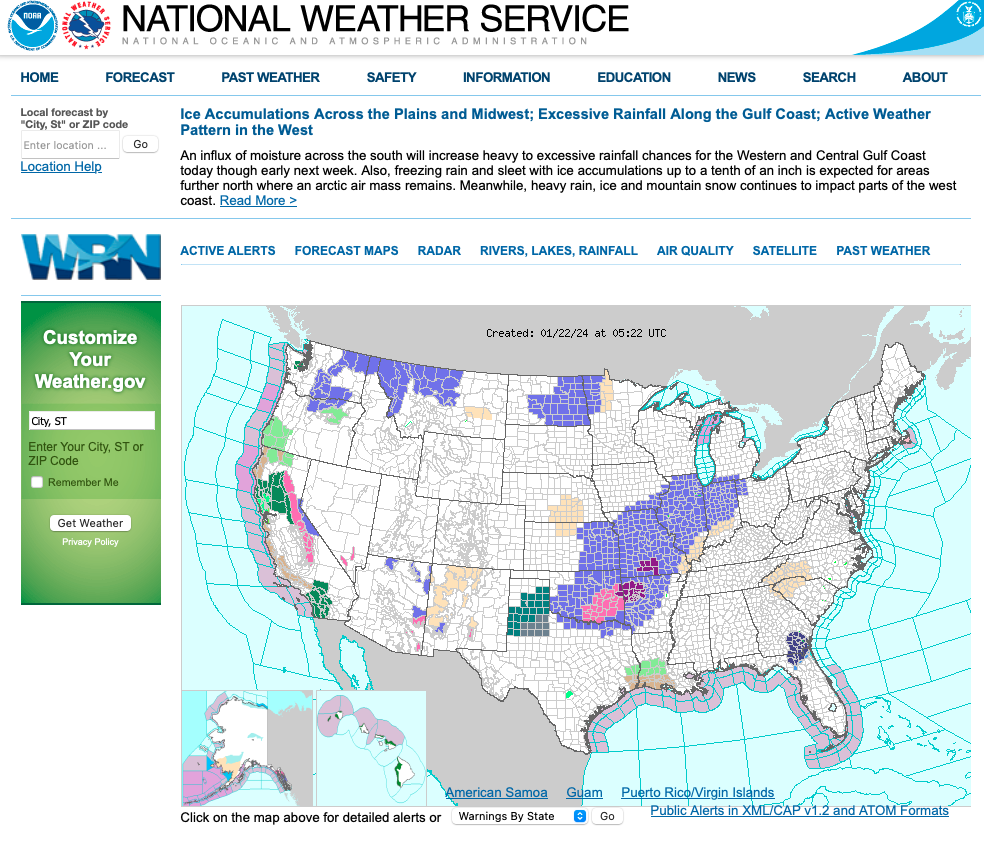 NOAA
NATIONAL WEATHER SERVICE
NATIONAL OCEANIC AND ATMOSPHERIC ADMINISTRATION
HOME FORECAST PAST WEATHER SAFETY INFORMATION EDUCATION NEWS SEARCH ABOUT
Local forecast by
"City, St" or ZIP code
Enter location ... Go
Location Help
Ice Accumulations Across the Plains and Midwest; Excessive Rainfall Along the Gulf Coast; Active Weather
Pattern in the West
An influx of moisture across the south will increase heavy to excessive rainfall chances for the Western and Central Gulf Coast
today though early next week. Also, freezing rain and sleet with ice accumulations up to a tenth of an inch is expected for areas
further north where an arctic air mass remains. Meanwhile, heavy rain, ice and mountain snow continues to impact parts of the west
coast. Read More >
WRN
ACTIVE ALERTS FORECAST MAPS RADAR RIVERS, LAKES, RAINFALL AIR QUALITY SATELLITE PAST WEATHER
Customize
Your
Weather.gov
City, ST
Enter Your City, ST or
ZIP Code
Remember Me
Get Weather
Privacy Policy
Created: 01/22/24 at 05:22 UTC
American Samoa Guam Puerto Rico/Virgin Islands
Click on the map above for detailed alerts or Warnings By State Go
Public Alerts in XML/CAP v1.2 and ATOM Formats